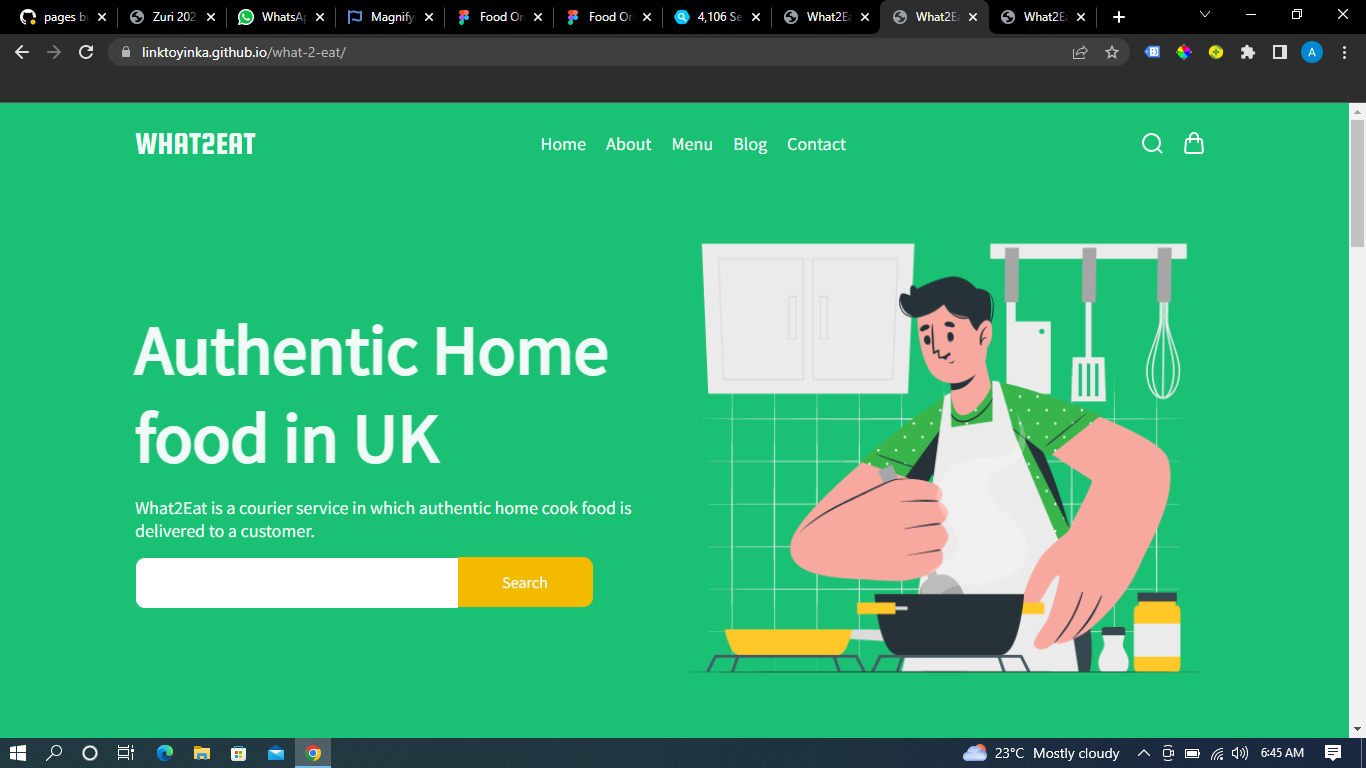 pages bu
Zuri 202
WhatsAp
Magnify
Food Or
Food Or
4,106 Se
What2Ea
What2Ea
What2Ea
linktoyinka.github.io/what-2-eat/
A
WHAT2EAT
Home About Menu Blog Contact
Authentic Home
food in UK
What2Eat is a courier service in which authentic home cook food is
delivered to a customer.
Search
23°C Mostly cloudy
6:45 AM